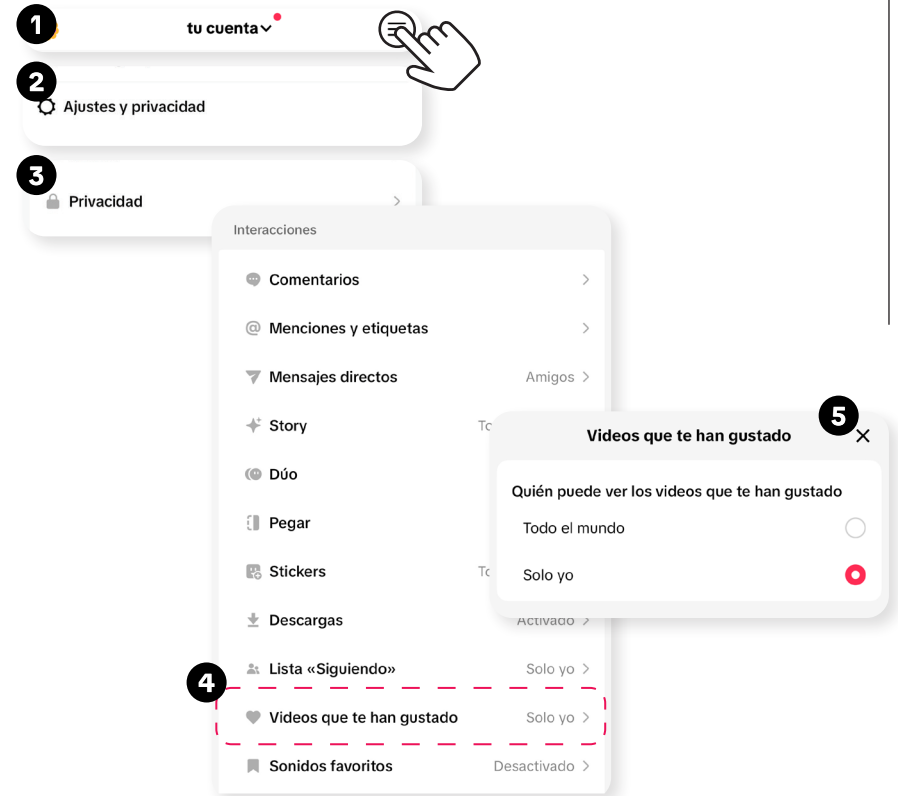 1
tu cuenta
2
Ajustes y privacidad
3
Privacidad
Interacciones
Comentarios
Menciones y etiquetas
Mensajes directos Amigos
Story
Dúo
Pegar
Stickers
Descargas Activado
Lista «Siguiendo» Solo yo
4
Videos que te han gustado Solo yo
Sonidos favoritos Desactivado
5
Videos que te han gustado
Quién puede ver los videos que te han gustado
Todo el mundo
Solo yo